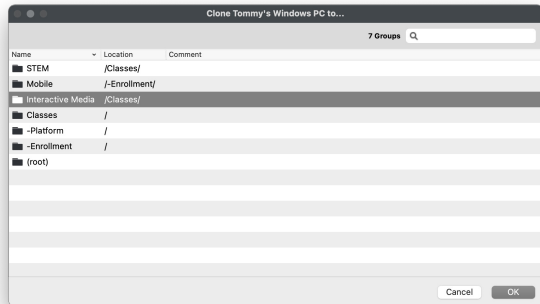 Clone Tommy's Windows PC to...
7 Groups
Name Location Comment
STEM /Classes/
Mobile /-Enrollment/
Interactive Media /Classes/
Classes /
-Platform /
-Enrollment /
(root)
Cancel OK